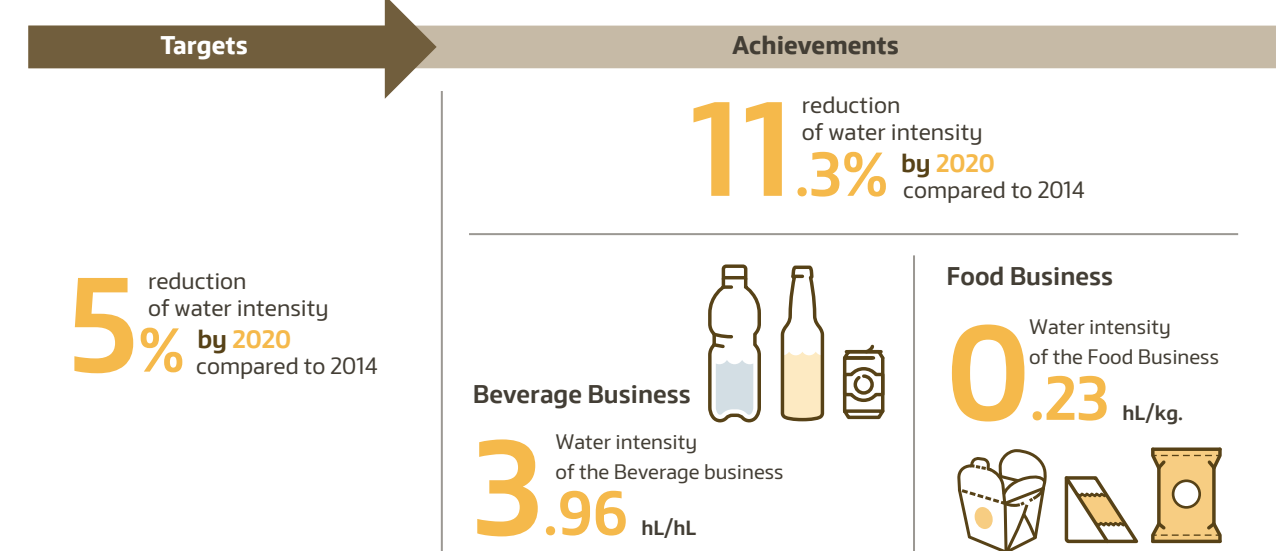 Targets
Achievements
11.3%
reduction
of water intensity
by 2020
compared to 2014
5%
reduction
of water intensity
by 2020
compared to 2014
Beverage Business
3.96 hL/hL
Water intensity
of the Beverage business
Food Business
0.23 hL/kg.
Water intensity
of the Food Business